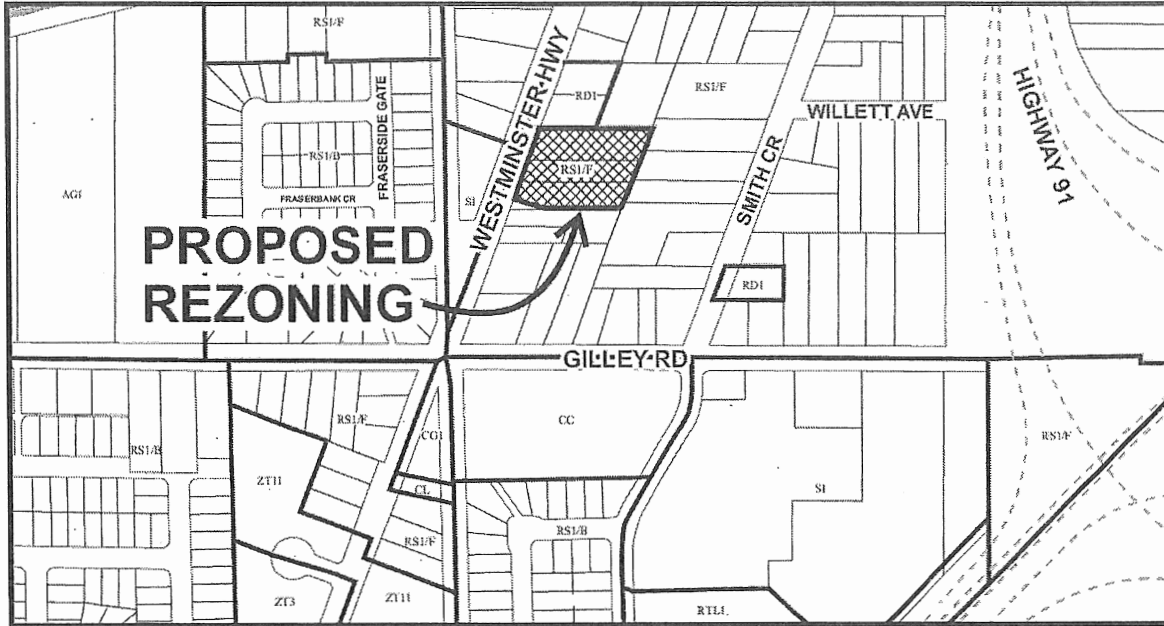 RS1/F
WESTMINSTER HWY
RD1
RS1/F
WILLETT AVE
HIGHWAY 91
FRASERSIDE GATE
RS1/B
RS1/F
AG1
FRASERBANK CR
SI
SMITH CR
PROPOSED
REZONING
RD1
GILLEY RD
RS1/F
CG1
CC
RS1/F
RS1/B
ZT11
CL
SI
RS1/B
RS1/F
ZT3
ZT11
RTL1